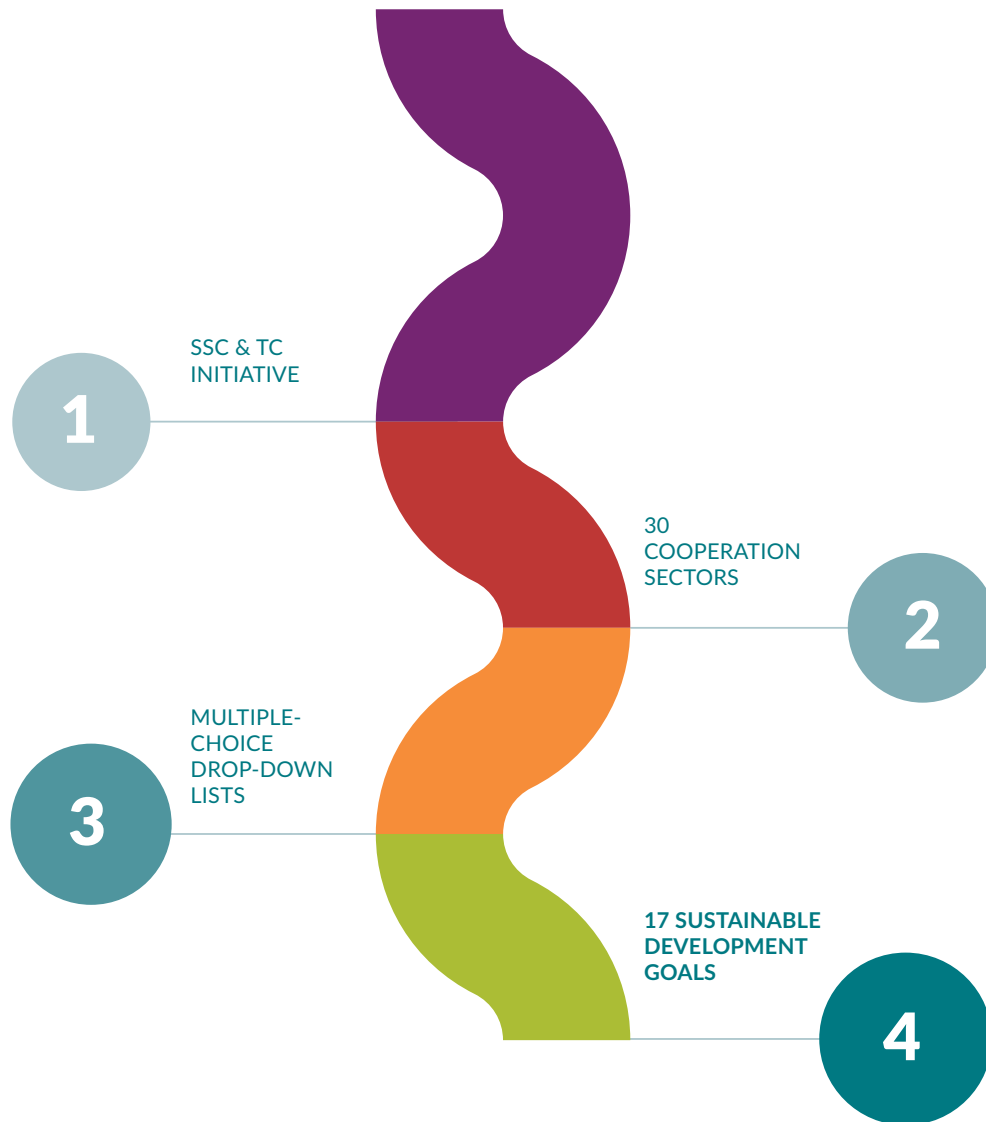 SSC & TC
INITIATIVE
1
30
COOPERATION
SECTORS
2
MULTIPLE-
CHOICE
DROP-DOWN
LISTS
3
17 SUSTAINABLE
DEVELOPMENT
GOALS
4